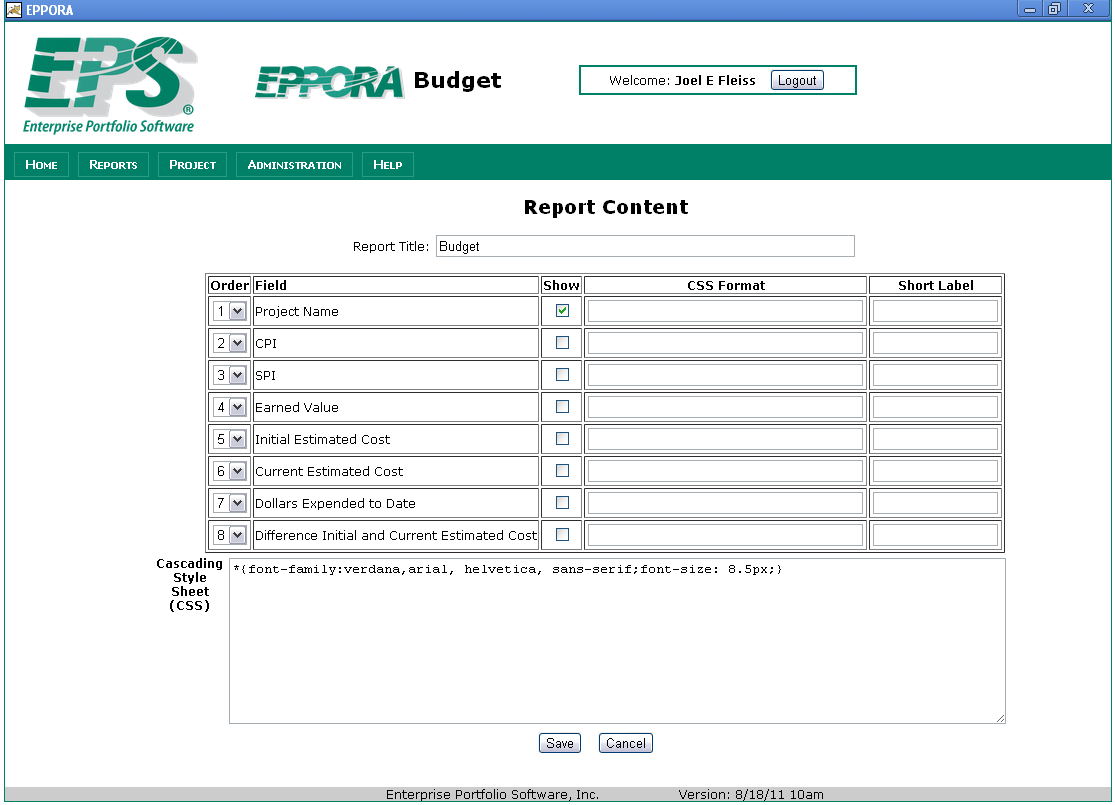 EPPORA
EPS®
Enterprise Portfolio Software
EPPORA Budget
Welcome: Joel E Fleiss Logout
HOME REPORTS PROJECT ADMINISTRATION HELP
Report Content
Report Title: Budget
Order Field Show CSS Format Short Label
1 Project Name
2 CPI
3 SPI
4 Earned Value
5 Initial Estimated Cost
6 Current Estimated Cost
7 Dollars Expended to Date
8 Difference Initial and Current Estimated Cost
Cascading
Style
Sheet
(CSS)
*{font-family:verdana,arial, helvetica, sans-serif;font-size: 8.5px;}
Save Cancel
Enterprise Portfolio Software, Inc. Version: 8/18/11 10am